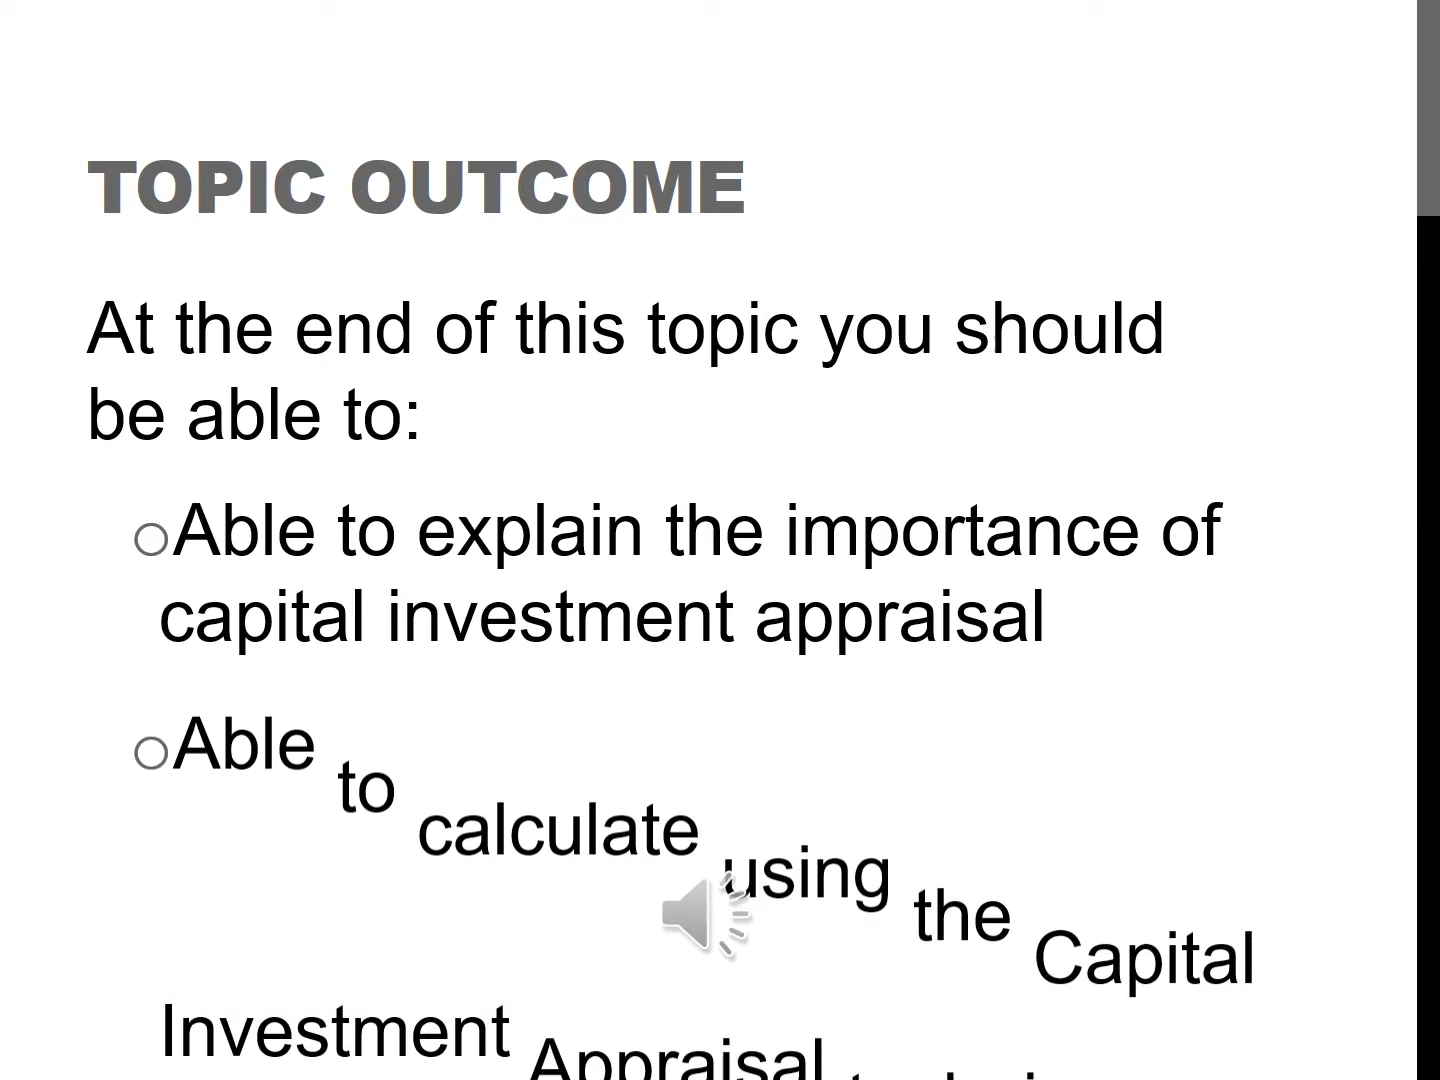 TOPIC OUTCOME
At the end of this topic you should
be able to:
Able to explain the importance of
capital investment appraisal
Able to calculate using the Capital
Investment Appraisal